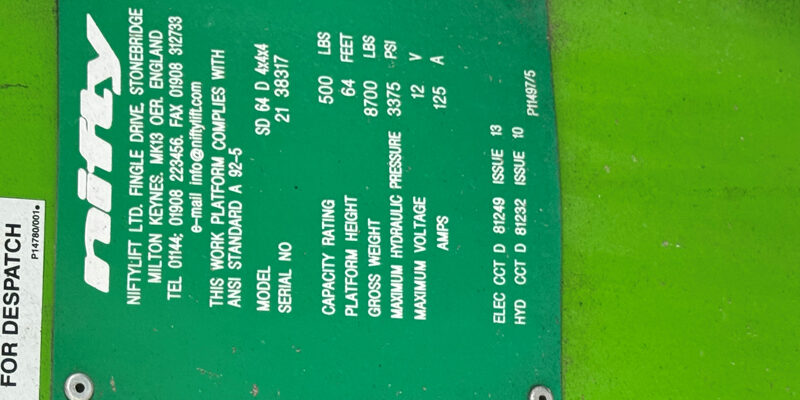 nifty
NIFTYLIFT LTD. FINGLE DRIVE, STONEBRIDGE
MILTON KEYNES. MK13 OER. ENGLAND
TEL 01144; 01908 223456. FAX 01908 312733
e-mail info@niftylift.com
THIS WORK PLATFORM COMPLIES WITH
ANSI STANDARD A 92-5
MODEL SD 64 D 4x4x4
SERIAL NO 21 38317
CAPACITY RATING 500 LBS
PLATFORM HEIGHT 64 FEET
GROSS WEIGHT 8700 LBS
MAXIMUM HYDRAULIC PRESSURE 3375 PSI
MAXIMUM VOLTAGE 12 V
AMPS 125 A
ELEC CCT D 81249 ISSUE 13
HYD CCT D 81232 ISSUE 10
P11497/5
FOR DESPATCH
P14780/001